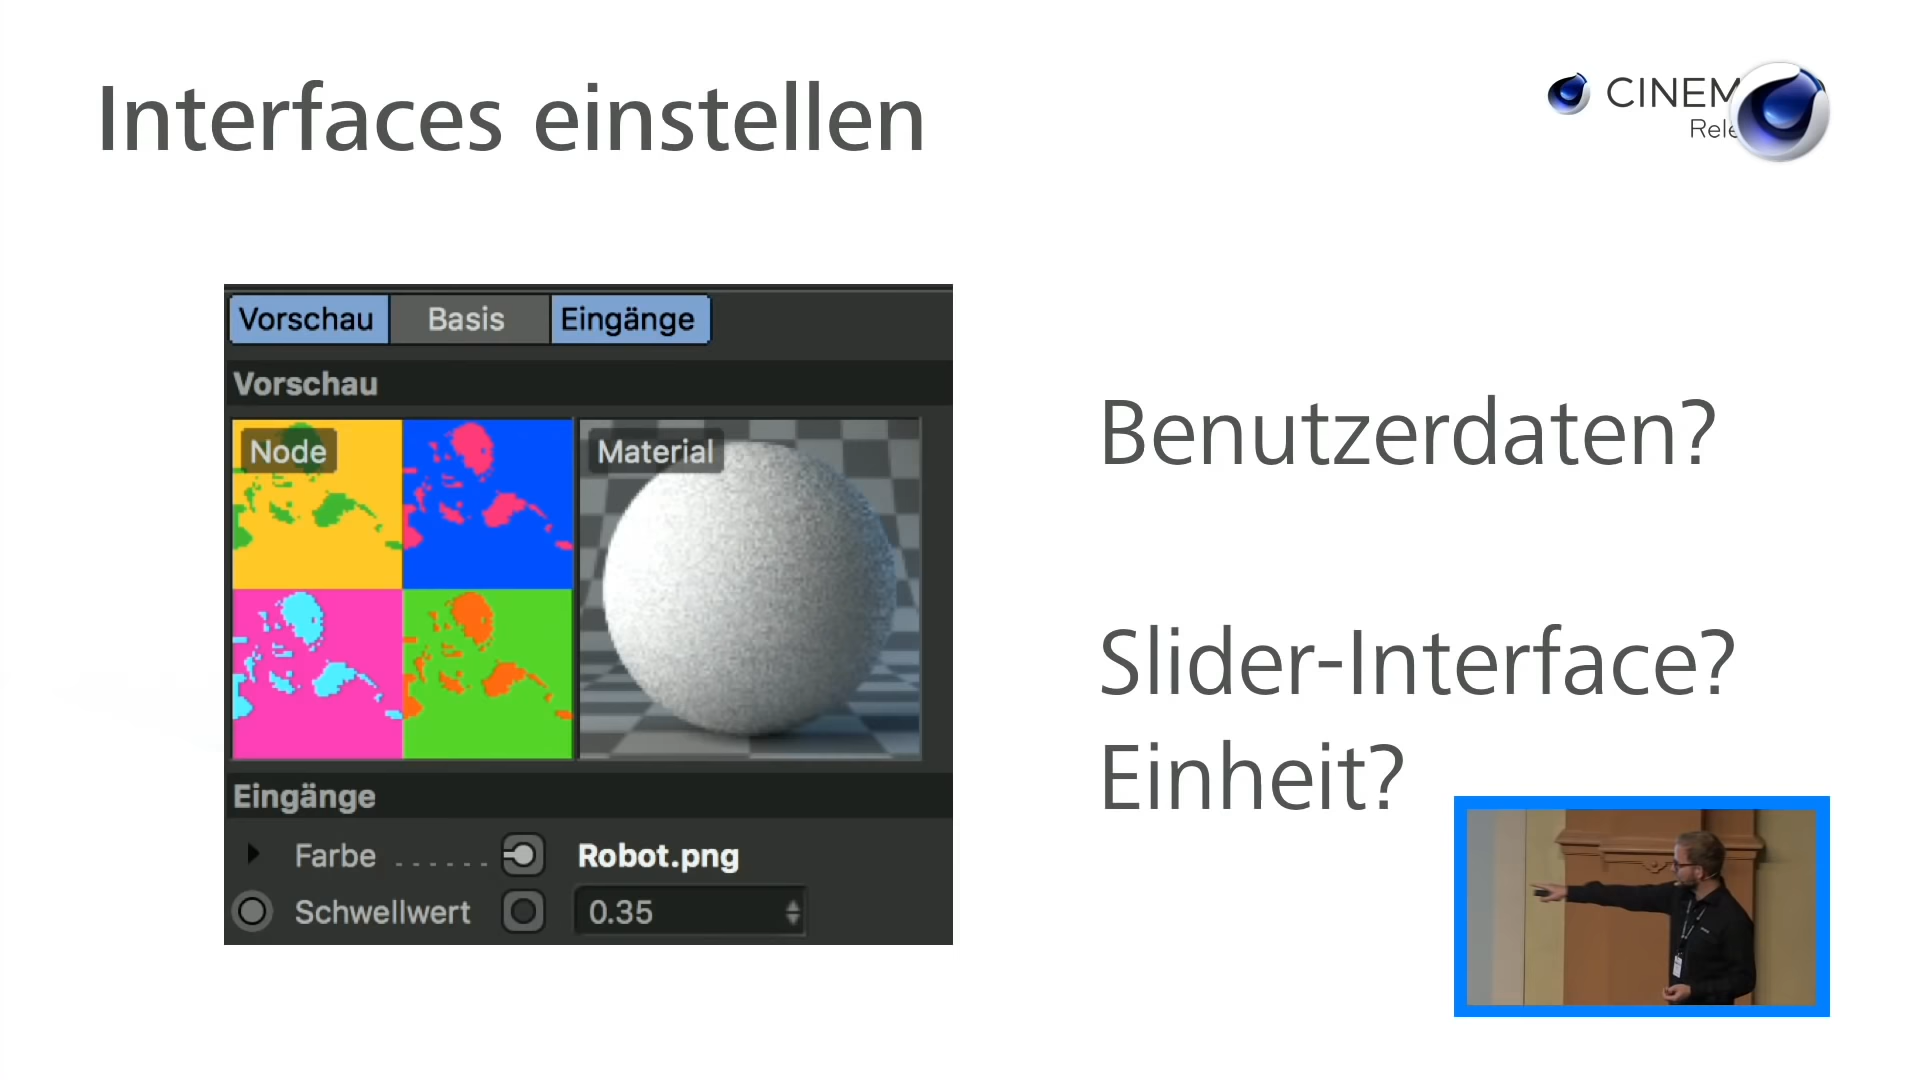 Interfaces einstellen
CINEM
Rele
Vorschau Basis Eingänge
Vorschau
Node Material
Eingänge
Farbe ...... Robot.png
Schwellwert 0.35
Benutzerdaten?
Slider-Interface?
Einheit?